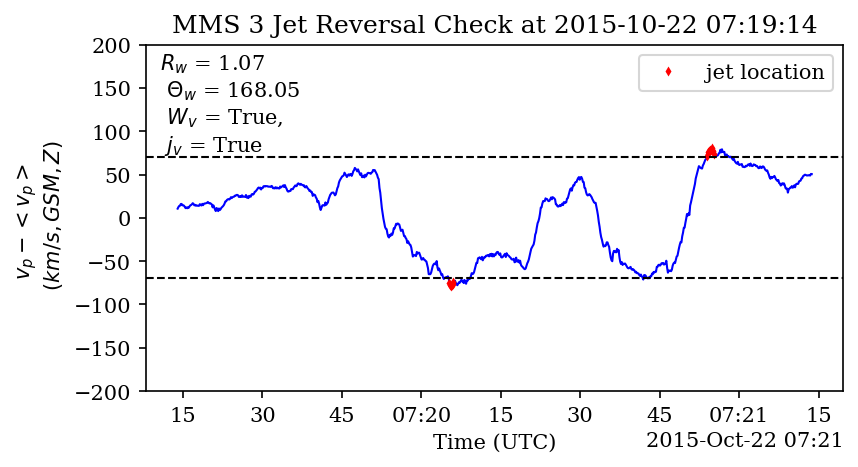 MMS 3 Jet Reversal Check at 2015-10-22 07:19:14
200
150
100
50
0
−50
−100
−150
−200
v_p − < v_p >
(km/s, GSM, Z)
R_w = 1.07
Θ_w = 168.05
W_v = True,
j_v = True
jet location
15 30 45 07:20 15 30 45 07:21 15
Time (UTC)
2015-Oct-22 07:21